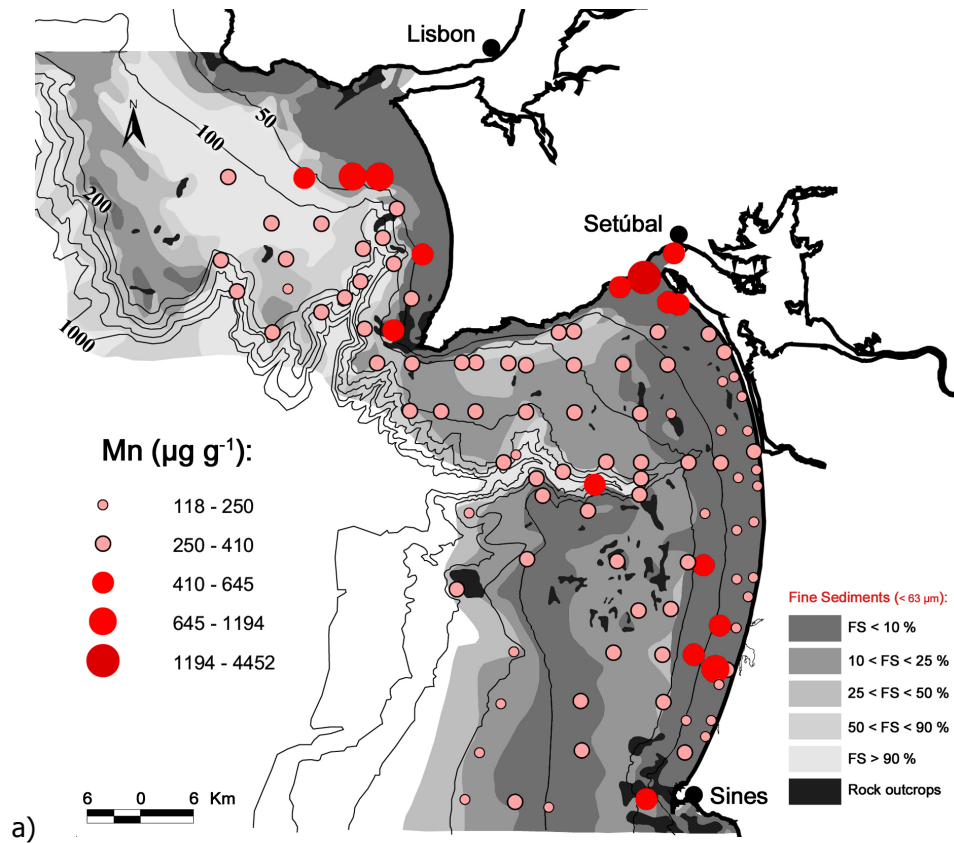 Lisbon
N
50
100
200
1000
Setúbal
Mn (µg g-1):
118 - 250
250 - 410
410 - 645
645 - 1194
1194 - 4452
Fine Sediments (< 63 µm):
FS < 10 %
10 < FS < 25 %
25 < FS < 50 %
50 < FS < 90 %
FS > 90 %
Rock outcrops
6 0 6 Km
Sines
a)